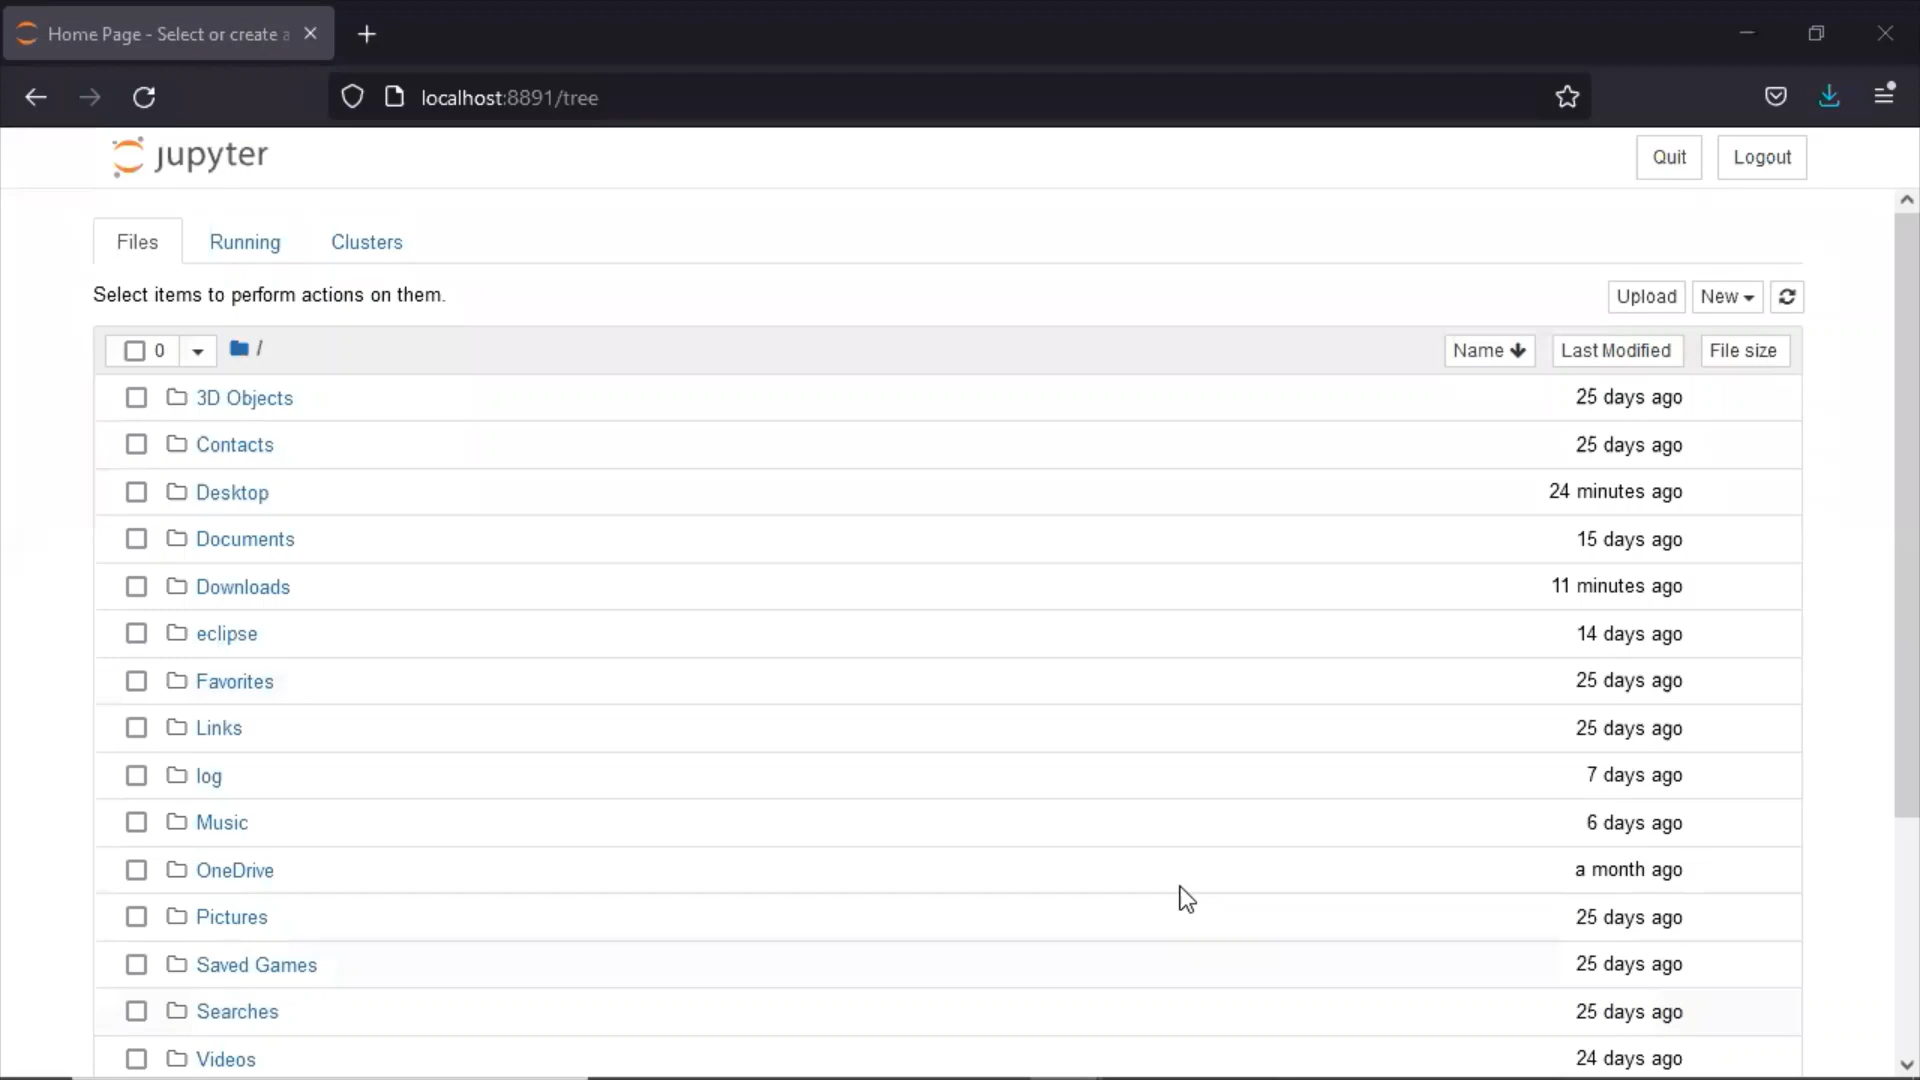 Home Page - Select or create a
localhost:8891/tree
jupyter
Quit
Logout
Files
Running
Clusters
Select items to perform actions on them.
Upload
New
0
/
Name
Last Modified
File size
3D Objects
25 days ago
Contacts
25 days ago
Desktop
24 minutes ago
Documents
15 days ago
Downloads
11 minutes ago
eclipse
14 days ago
Favorites
25 days ago
Links
25 days ago
log
7 days ago
Music
6 days ago
OneDrive
a month ago
Pictures
25 days ago
Saved Games
25 days ago
Searches
25 days ago
Videos
24 days ago